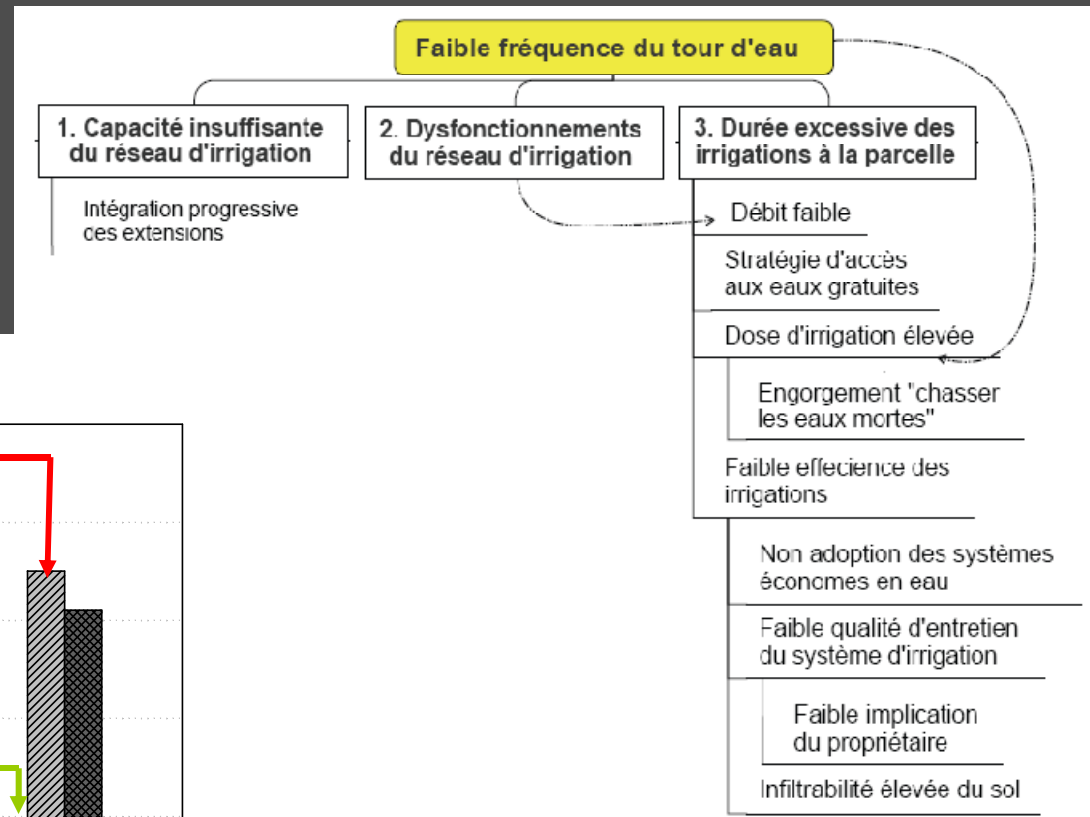 Faible fréquence du tour d'eau
1. Capacité insuffisante
du réseau d'irrigation
Intégration progressive
des extensions
2. Dysfonctionnements
du réseau d'irrigation
3. Durée excessive des
irrigations à la parcelle
Débit faible
Stratégie d'accès
aux eaux gratuites
Dose d'irrigation élevée
Engorgement "chasser
les eaux mortes"
Faible effecience des
irrigations
Non adoption des systèmes
économes en eau
Faible qualité d'entretien
du système d'irrigation
Faible implication
du propriétaire
Infiltrabilité élevée du sol